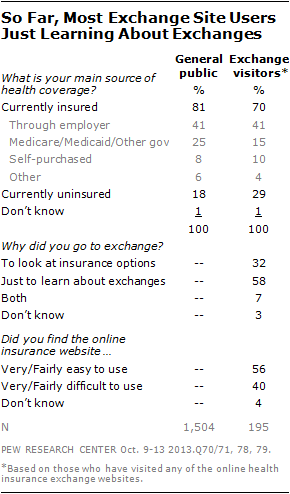 So Far, Most Exchange Site Users
Just Learning About Exchanges
General public Exchange visitors*
What is your main source of health coverage? % %
Currently insured 81 70
Through employer 41 41
Medicare/Medicaid/Other gov 25 15
Self-purchased 8 10
Other 6 4
Currently uninsured 18 29
Don't know 1 1
100 100
Why did you go to exchange?
To look at insurance options -- 32
Just to learn about exchanges -- 58
Both -- 7
Don't know -- 3
Did you find the online
insurance website ...
Very/Fairly easy to use -- 56
Very/Fairly difficult to use -- 40
Don't know -- 4
N 1,504 195
PEW RESEARCH CENTER Oct. 9-13 2013.Q70/71, 78, 79.
*Based on those who have visited any of the online health
insurance exchange websites.